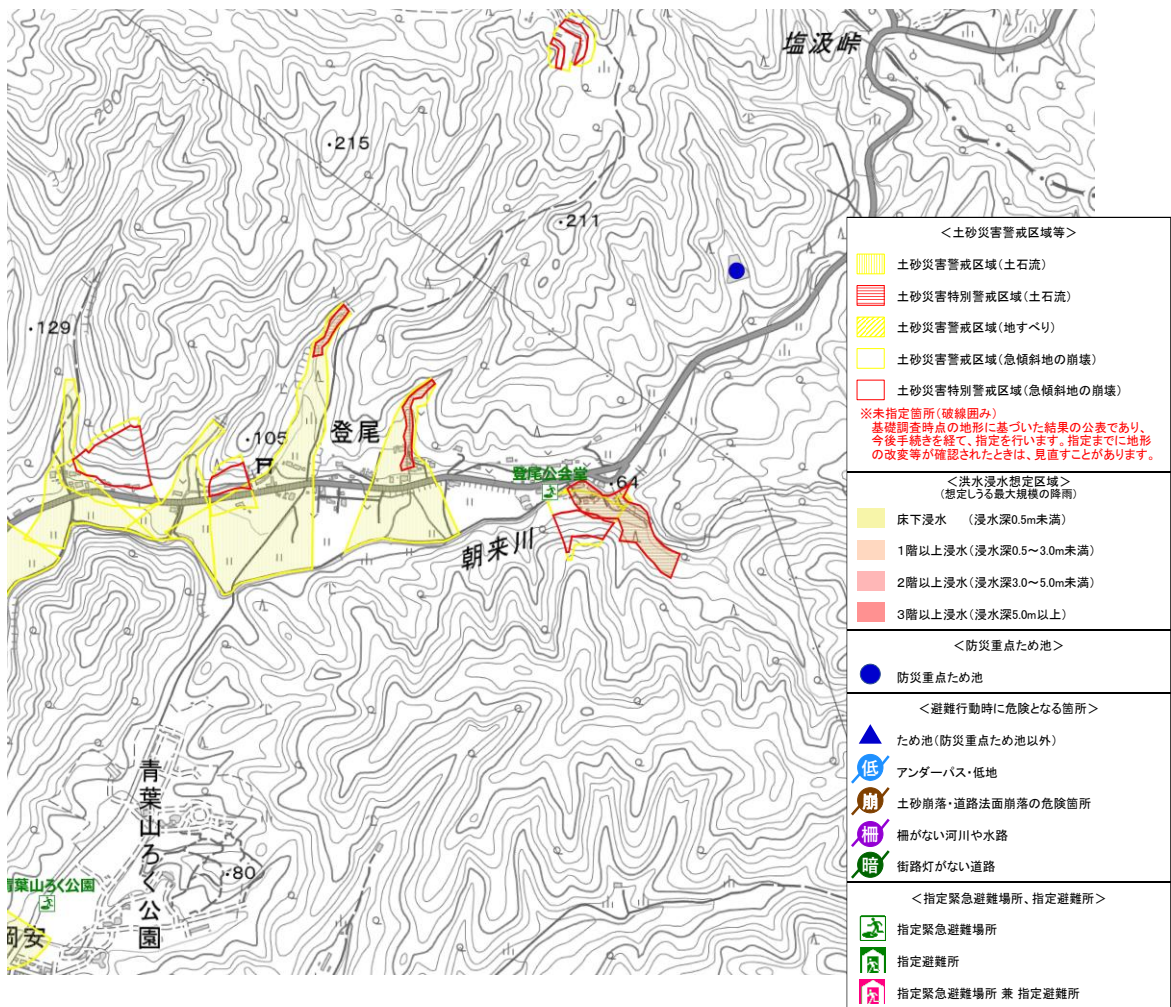 塩汲峠
200
・215
・211
・129
登尾
・105
登尾公会堂
・64
朝来川
青葉山ろく公園
・80
青葉山ろく公園
岡安
＜土砂災害警戒区域等＞
土砂災害警戒区域(土石流)
土砂災害特別警戒区域(土石流)
土砂災害警戒区域(地すべり)
土砂災害警戒区域(急傾斜地の崩壊)
土砂災害特別警戒区域(急傾斜地の崩壊)
※未指定箇所(破線囲み)
基礎調査時点の地形に基づいた結果の公表であり、
今後手続きを経て、指定を行います。指定までに地形
の改変等が確認されたときは、見直すことがあります。
＜洪水浸水想定区域＞
(想定しうる最大規模の降雨)
床下浸水　(浸水深0.5m未満)
1階以上浸水(浸水深0.5～3.0m未満)
2階以上浸水(浸水深3.0～5.0m未満)
3階以上浸水(浸水深5.0m以上)
＜防災重点ため池＞
防災重点ため池
＜避難行動時に危険となる箇所＞
ため池(防災重点ため池以外)
低 アンダーパス・低地
崩 土砂崩落・道路法面崩落の危険箇所
柵 柵がない河川や水路
暗 街路灯がない道路
＜指定緊急避難場所、指定避難所＞
指定緊急避難場所
指定避難所
指定緊急避難場所 兼 指定避難所